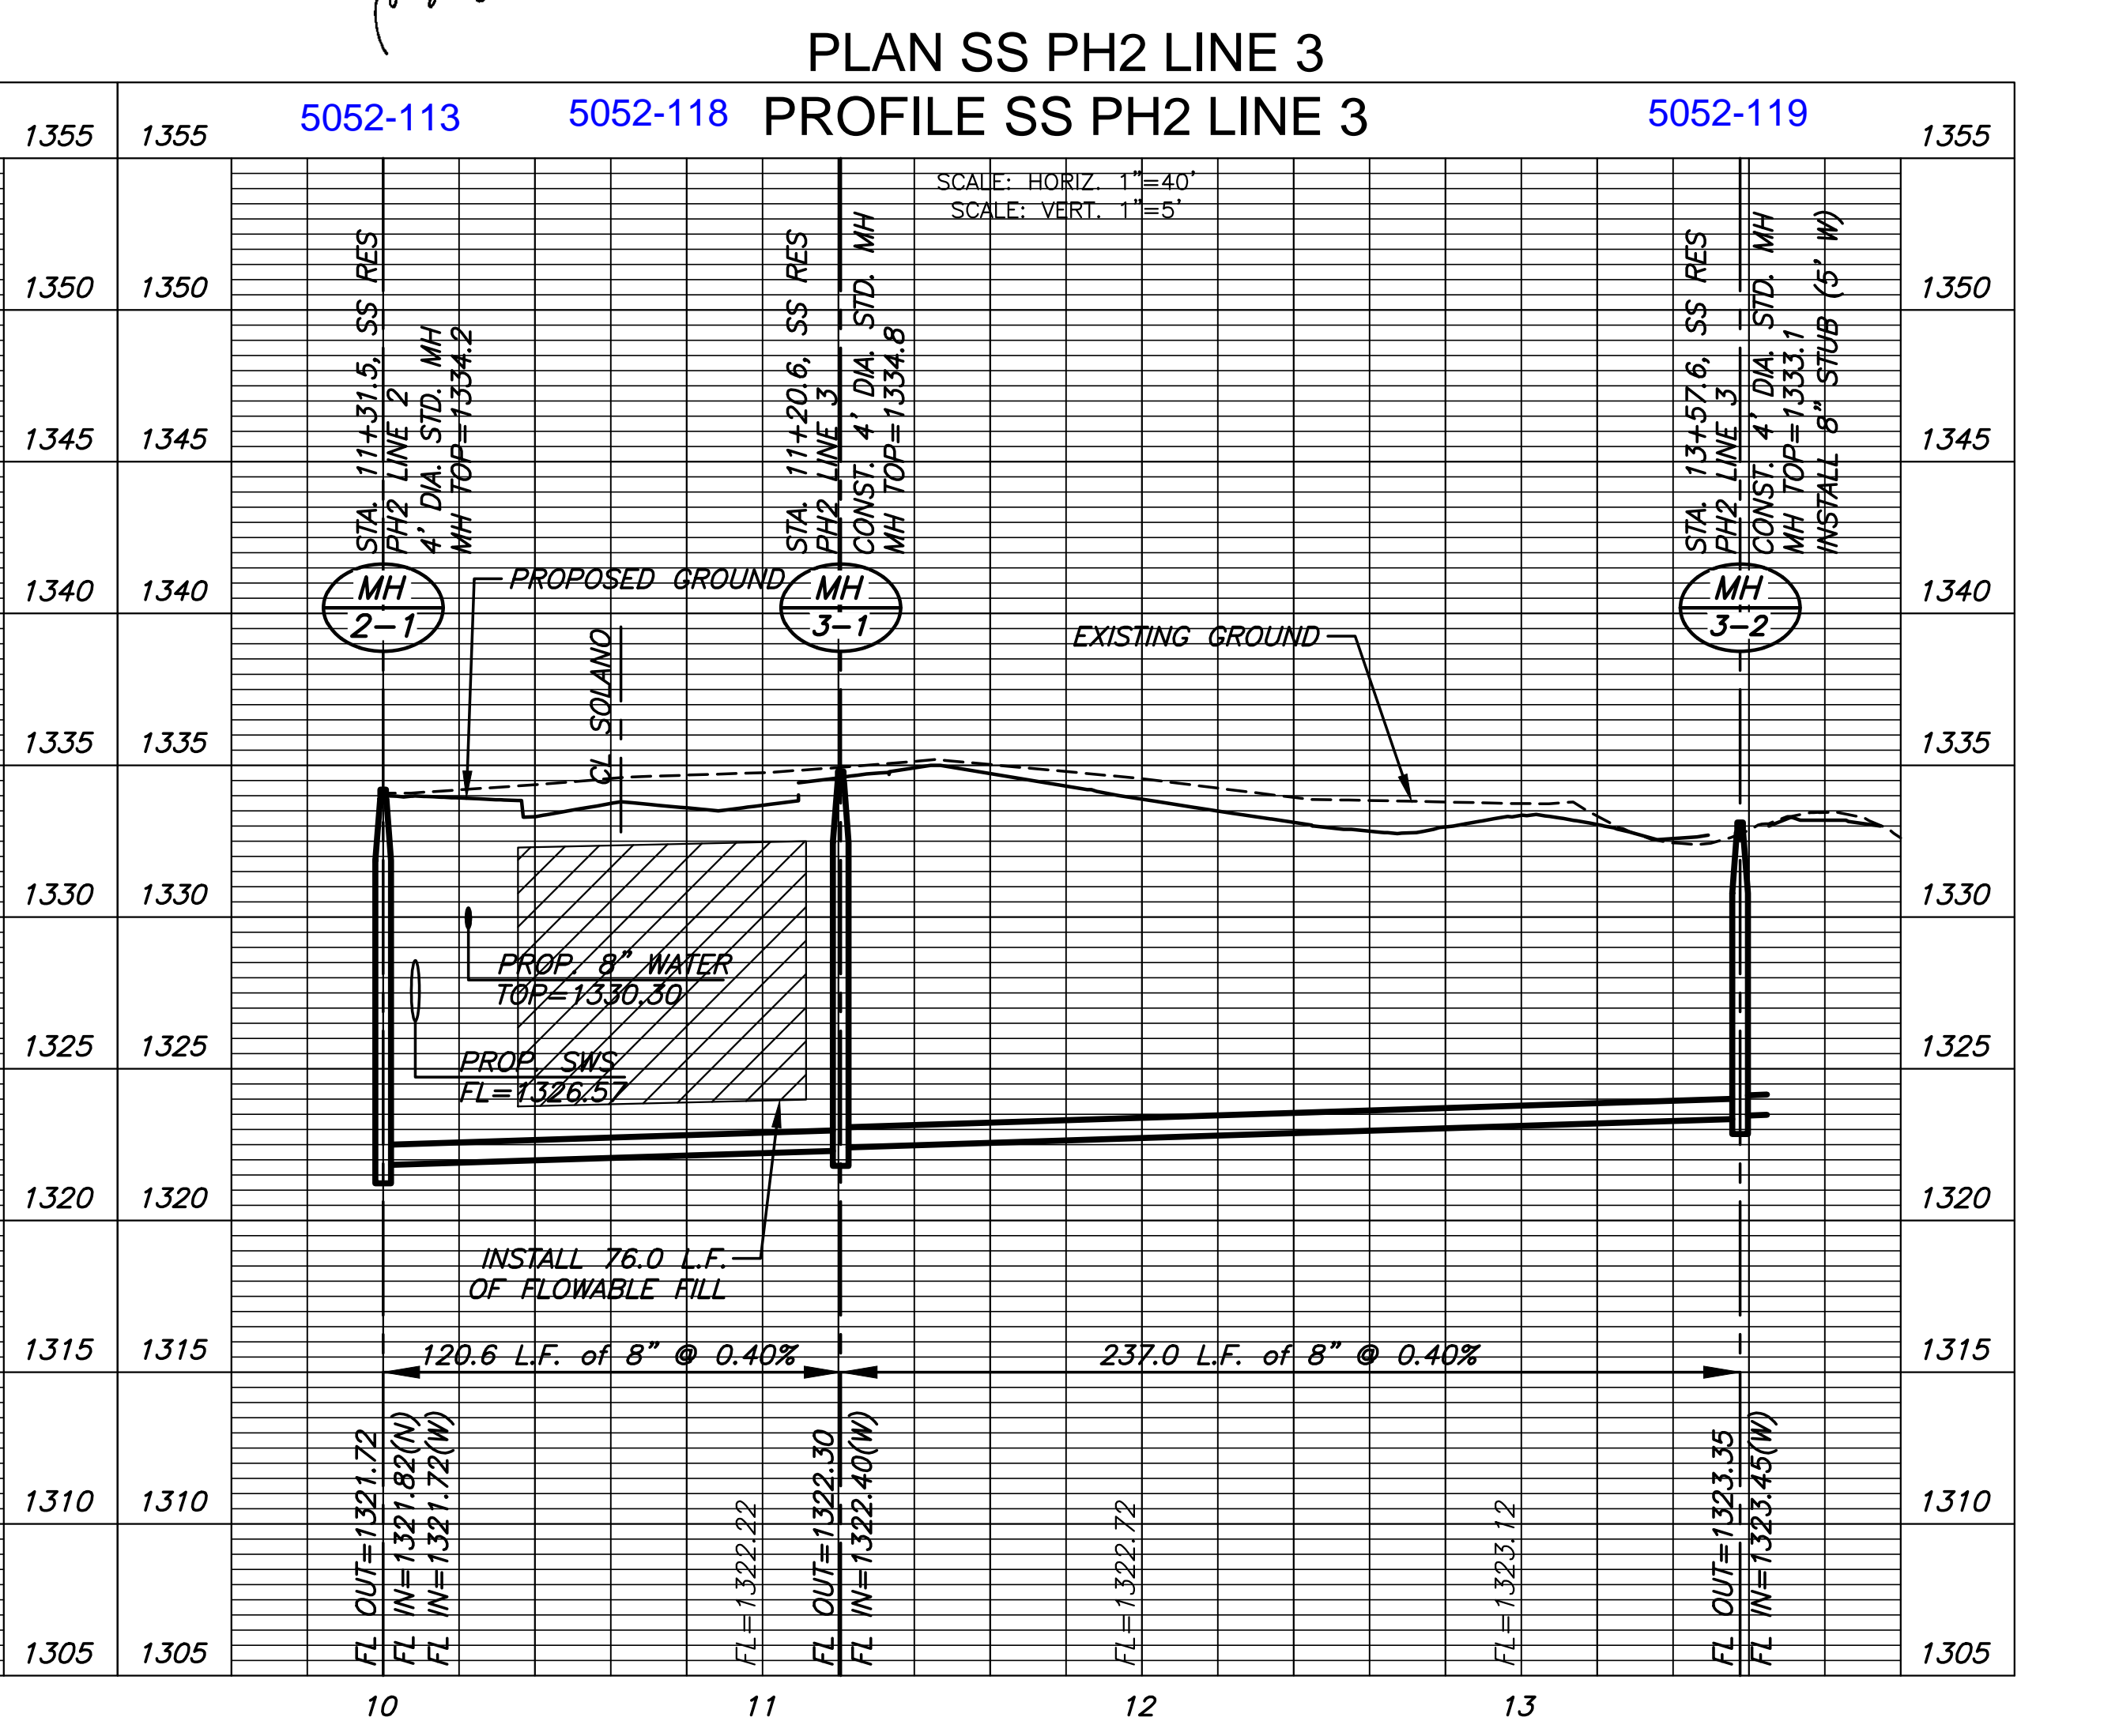 PLAN SS PH2 LINE 3
PROFILE SS PH2 LINE 3
5052-113
5052-118
5052-119
SCALE: HORIZ. 1"=40'
SCALE: VERT. 1"=5'
1355 1355 1355
1350 1350 1350
1345 1345 1345
1340 1340 1340
1335 1335 1335
1330 1330 1330
1325 1325 1325
1320 1320 1320
1315 1315 1315
1310 1310 1310
1305 1305 1305
STA. 11+31.5, SS RES
PH2 LINE 2
4' DIA. STD. MH
MH TOP=1334.2
STA. 11+20.6, SS RES
PH2 LINE 3
CONST. 4' DIA. STD. MH
MH TOP=1334.8
STA. 13+57.6, SS RES
PH2 LINE 3
CONST. 4' DIA. STD. MH
MH TOP=1333.1
INSTALL 8" STUB (5' W)
MH
2-1
MH
3-1
MH
3-2
PROPOSED GROUND
CL SOLANO
EXISTING GROUND
PROP. 8" WATER
TOP=1330.30
PROP. SWS
FL=1326.57
INSTALL 76.0 L.F.
OF FLOWABLE FILL
120.6 L.F. of 8" @ 0.40%
237.0 L.F. of 8" @ 0.40%
FL OUT=1321.72
FL IN=1321.82(N)
FL IN=1321.72(W)
FL=1322.22
FL OUT=1322.30
FL IN=1322.40(W)
FL=1322.72
FL=1323.12
FL OUT=1323.35
FL IN=1323.45(W)
10 11 12 13